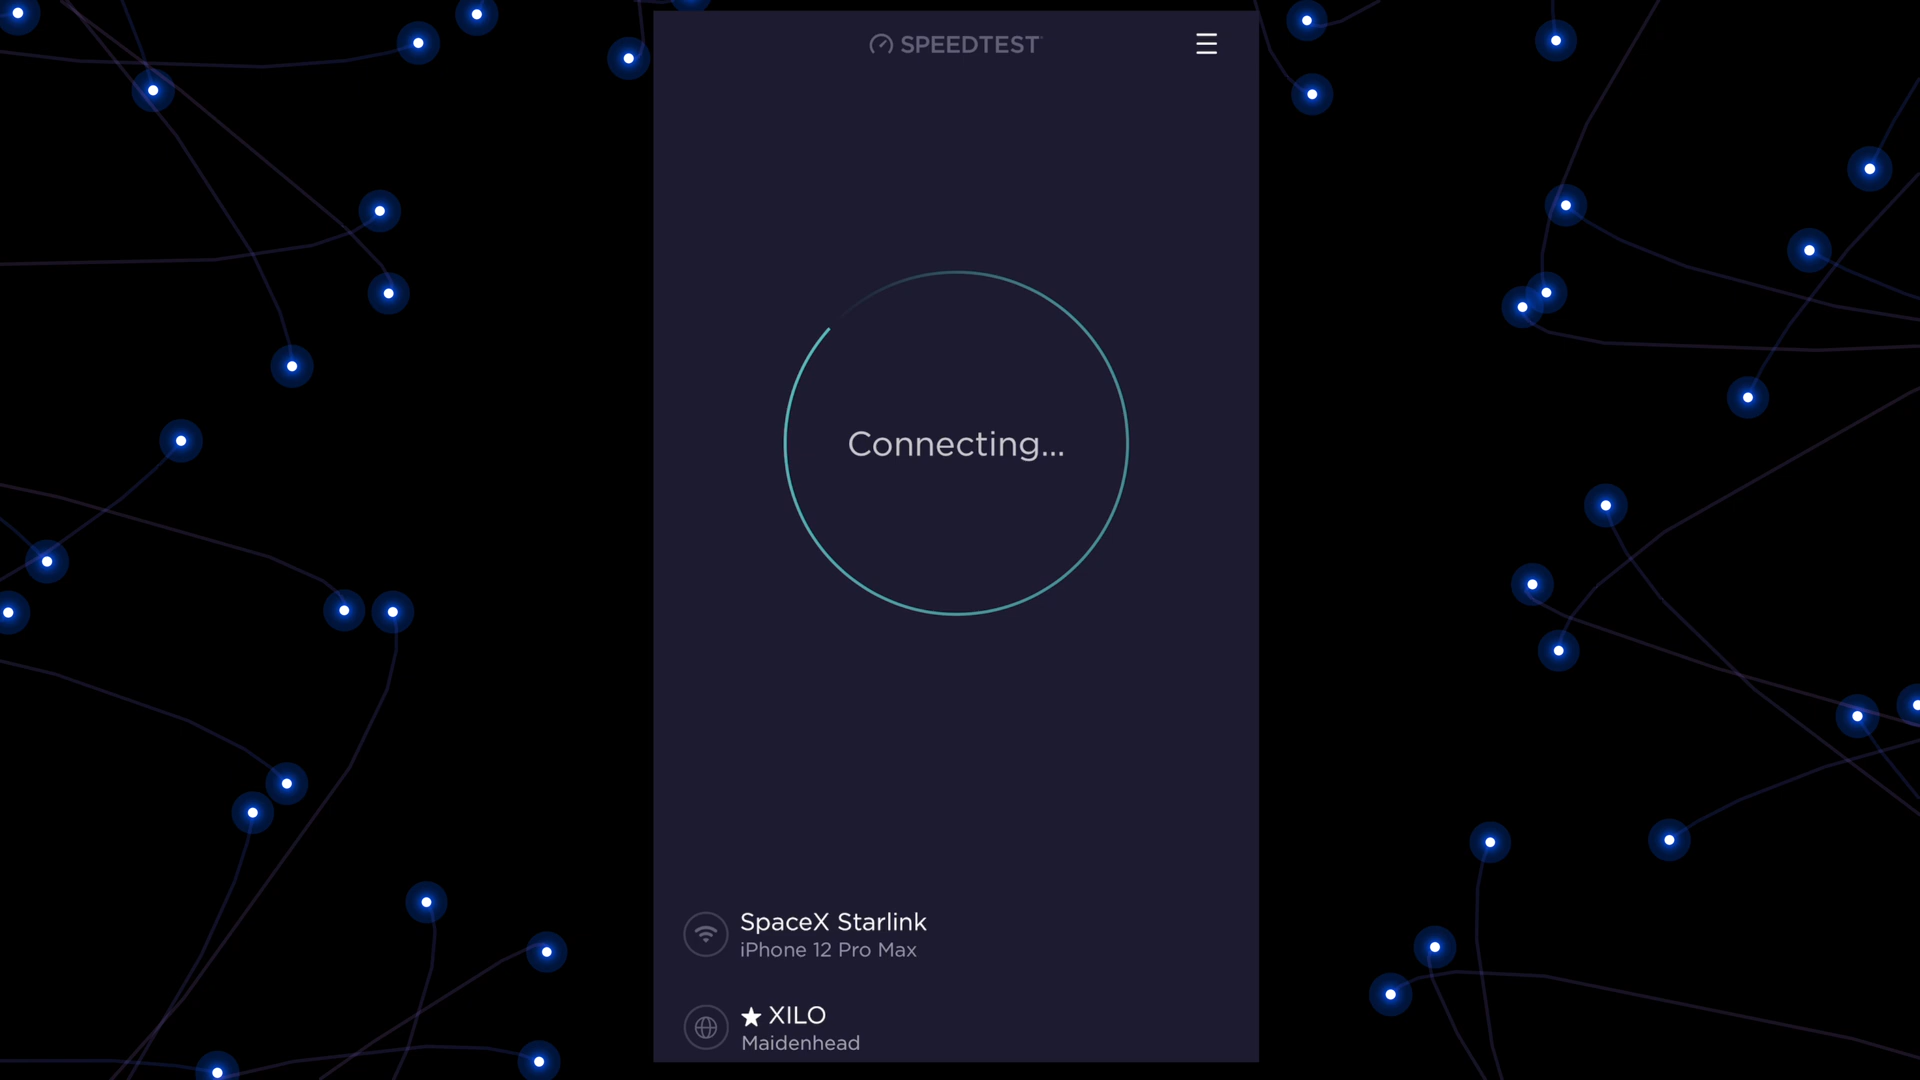 SPEEDTEST
Connecting...
SpaceX Starlink
iPhone 12 Pro Max
★ XILO
Maidenhead